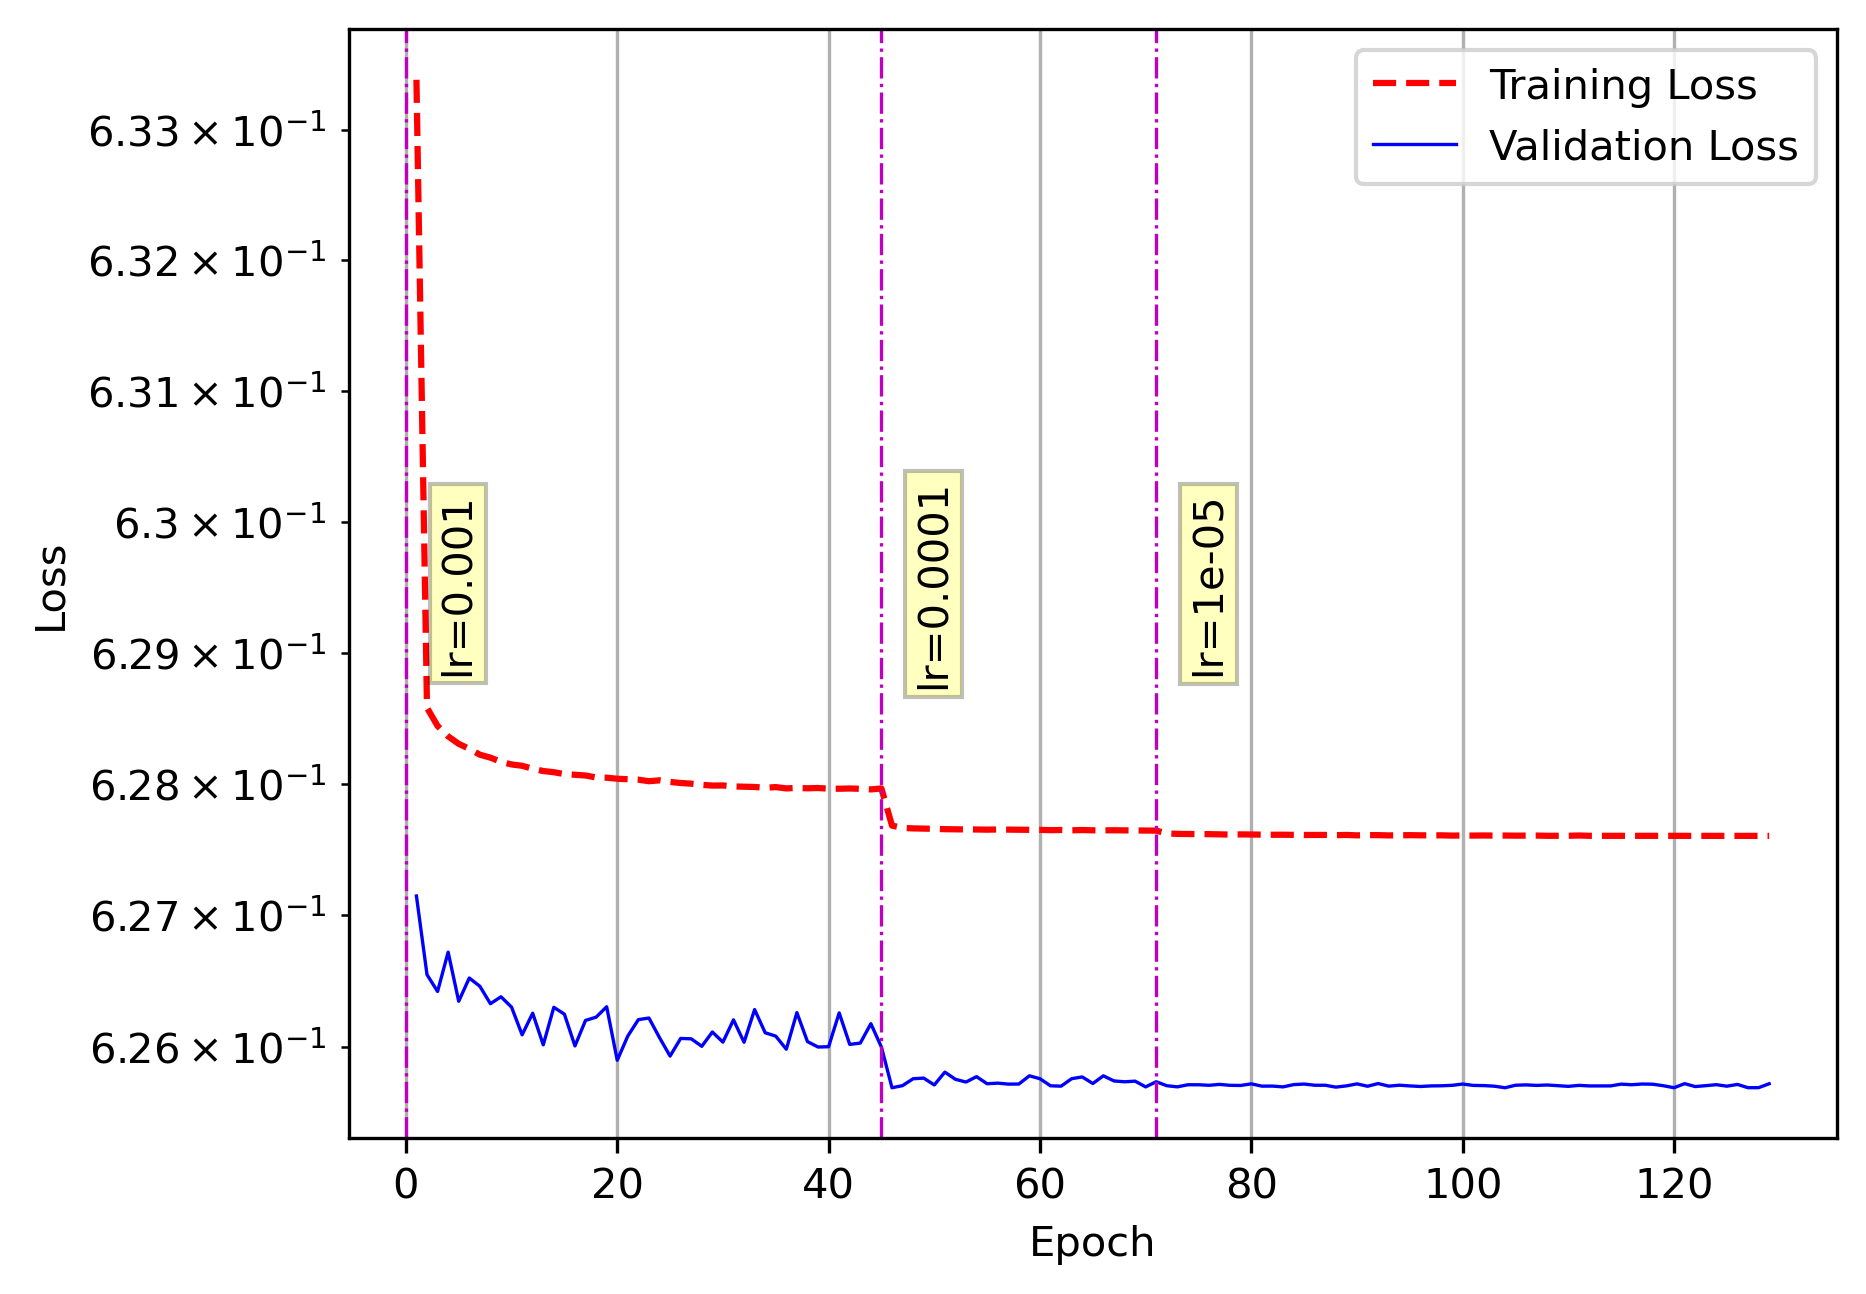 Training Loss
Validation Loss
6.33 × 10⁻¹
6.32 × 10⁻¹
6.31 × 10⁻¹
6.3 × 10⁻¹
6.29 × 10⁻¹
6.28 × 10⁻¹
6.27 × 10⁻¹
6.26 × 10⁻¹
Loss
lr=0.001
lr=0.0001
lr=1e-05
0 20 40 60 80 100 120
Epoch